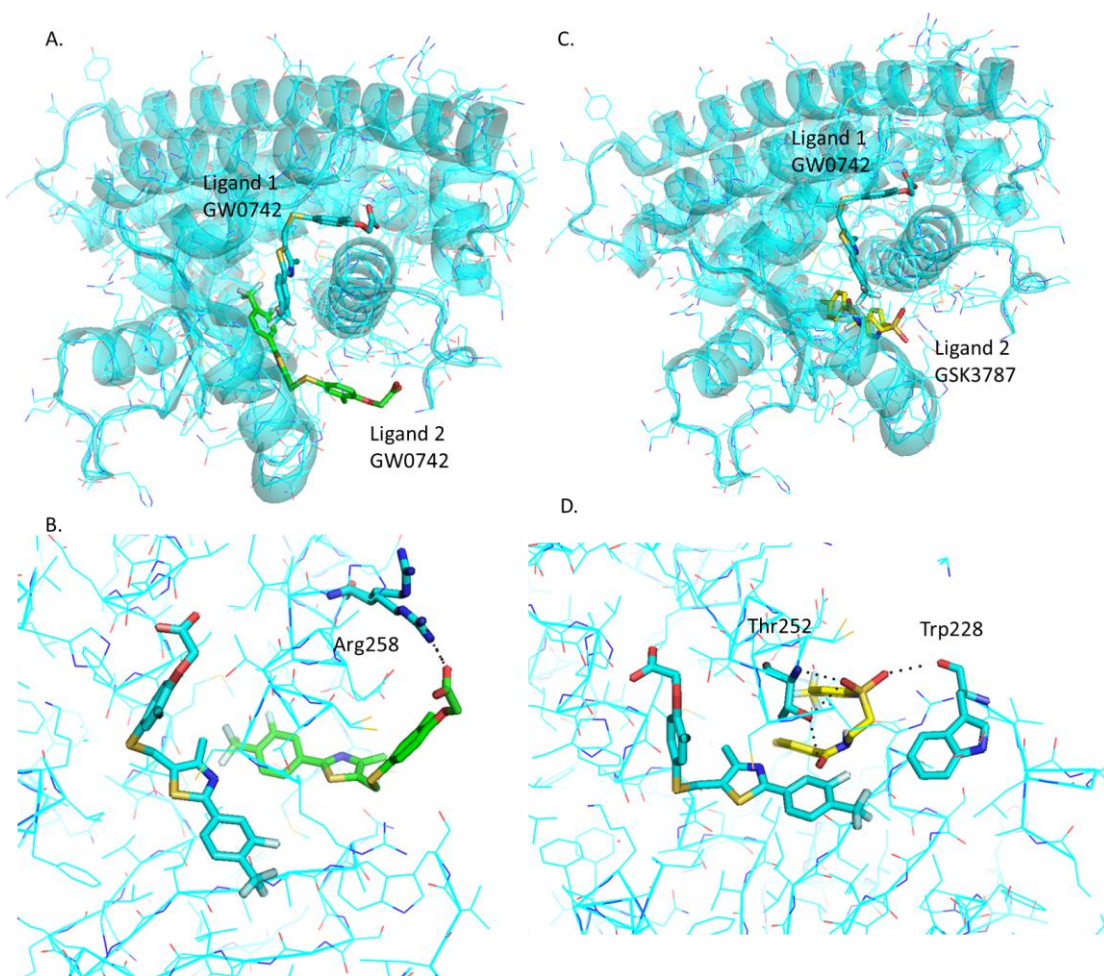 A.
Ligand 1
GW0742
Ligand 2
GW0742
C.
Ligand 1
GW0742
Ligand 2
GSK3787
B.
Arg258
D.
Thr252
Trp228